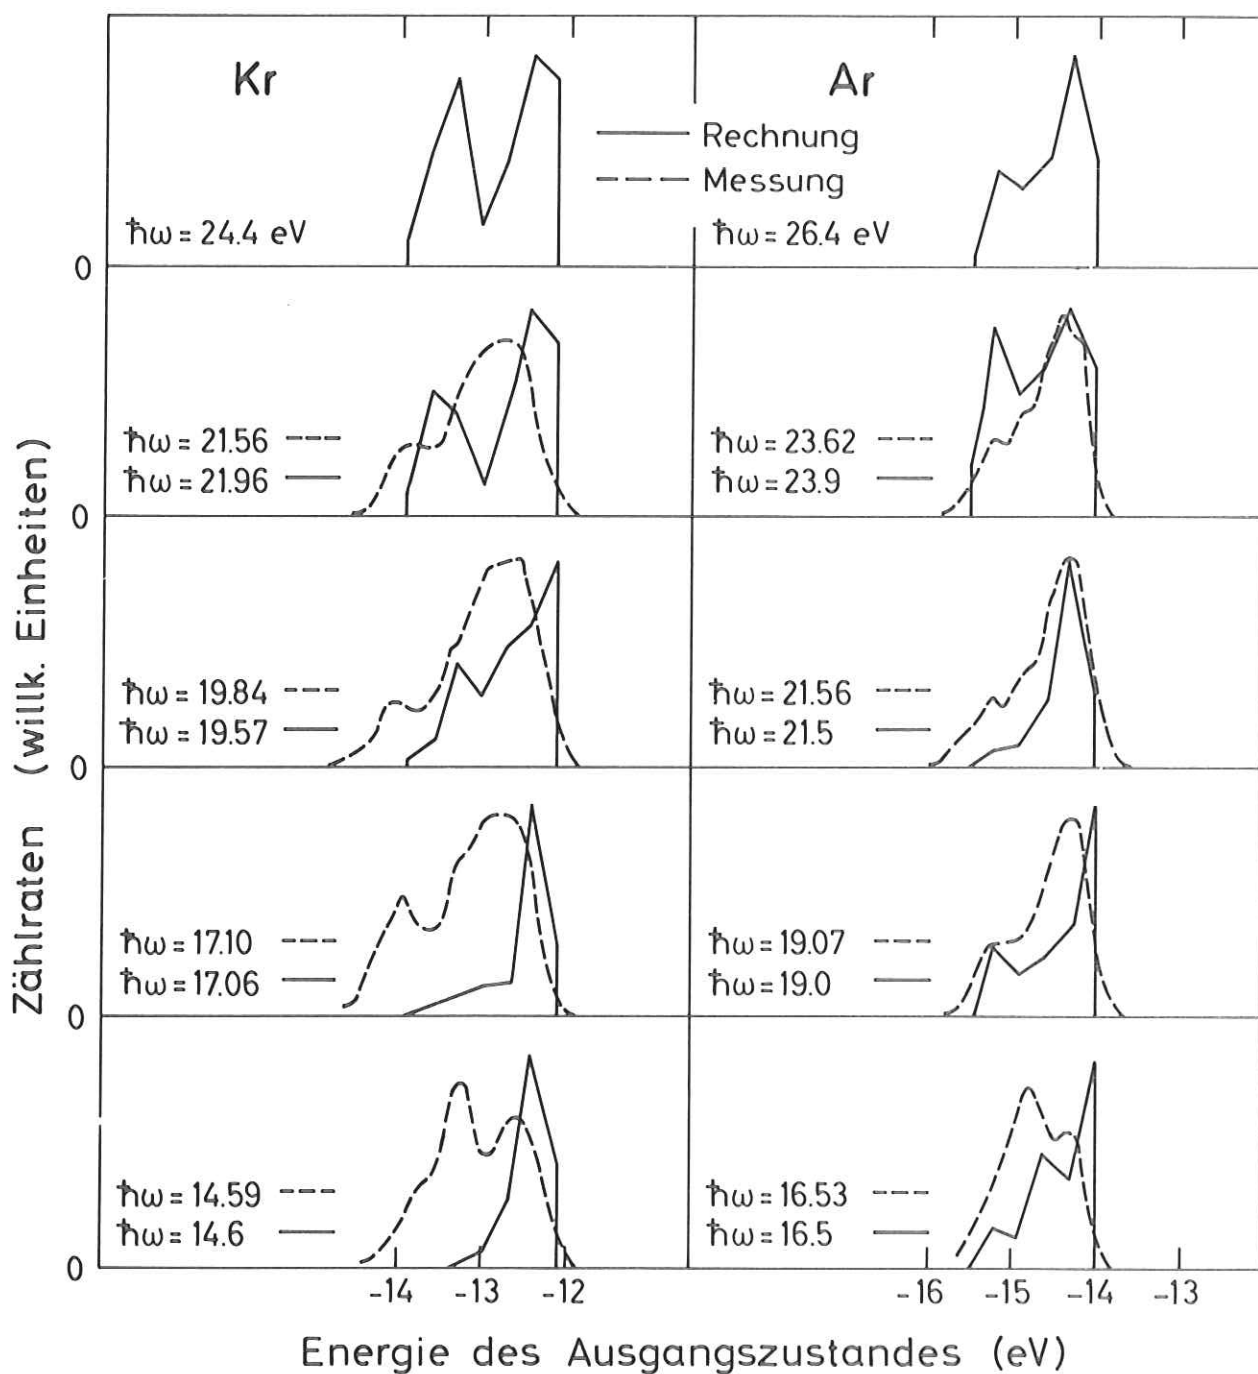 Kr
Ar
Rechnung
Messung
ħω = 24.4 eV
ħω = 26.4 eV
0
ħω = 21.56
ħω = 21.96
ħω = 23.62
ħω = 23.9
0
ħω = 19.84
ħω = 19.57
ħω = 21.56
ħω = 21.5
0
ħω = 17.10
ħω = 17.06
ħω = 19.07
ħω = 19.0
0
ħω = 14.59
ħω = 14.6
ħω = 16.53
ħω = 16.5
0
-14 -13 -12 -16 -15 -14 -13
Energie des Ausgangszustandes (eV)
Zählraten (willk. Einheiten)